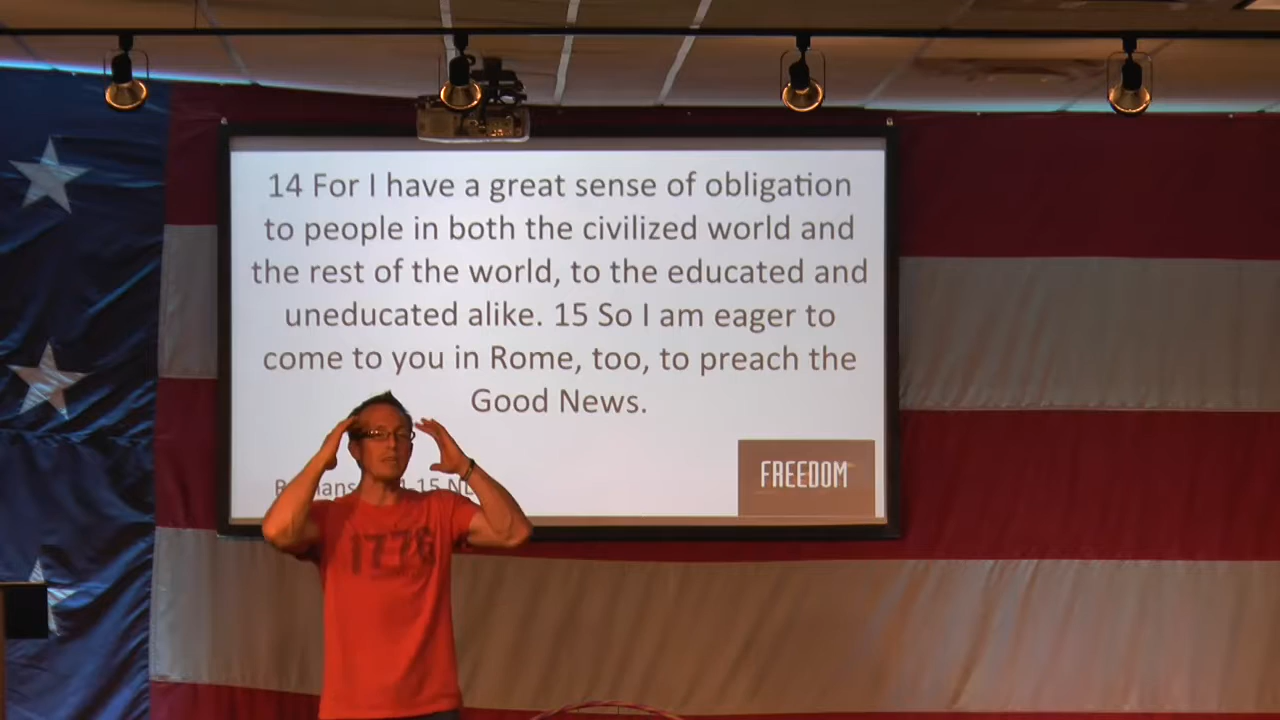 14 For I have a great sense of obligation
to people in both the civilized world and
the rest of the world, to the educated and
uneducated alike. 15 So I am eager to
come to you in Rome, too, to preach the
Good News.
FREEDOM
1776